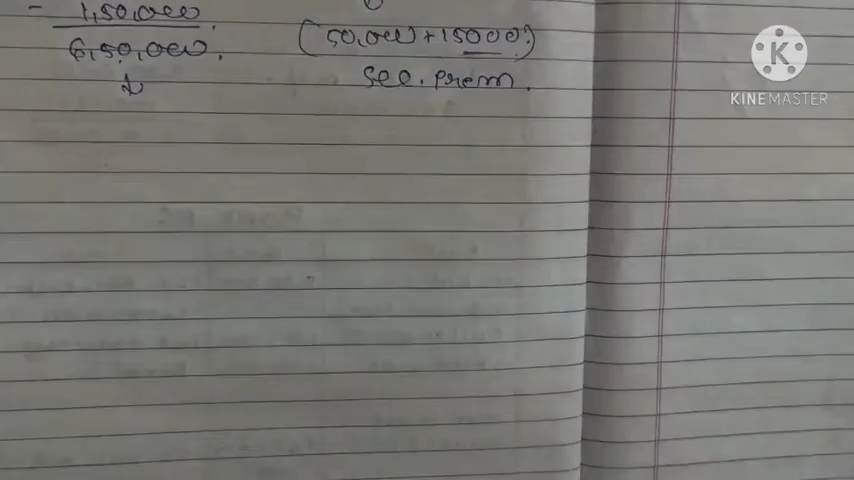 - 1,50,000.
6,50,000.
(50,000 + 15000.)
Sec. Prem.
K
KINEMASTER